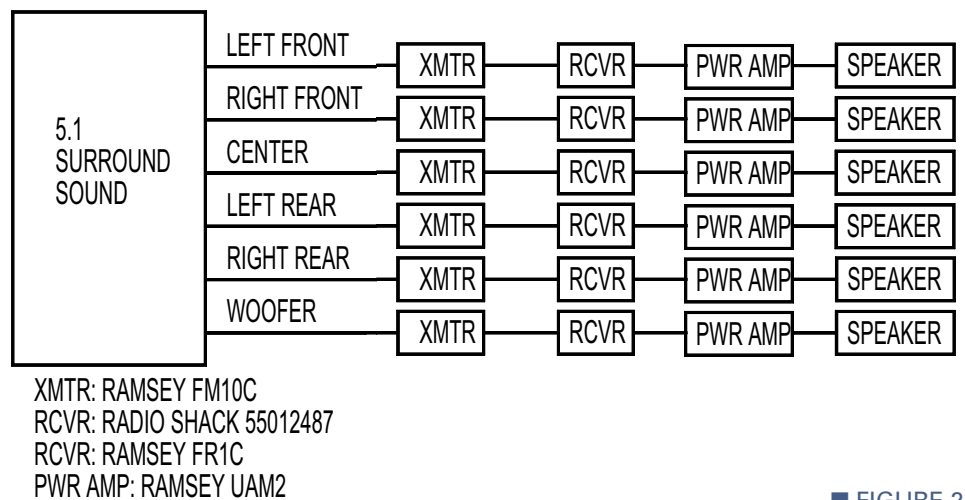 5.1
SURROUND
SOUND
LEFT FRONT
XMTR
RCVR
PWR AMP
SPEAKER
RIGHT FRONT
XMTR
RCVR
PWR AMP
SPEAKER
CENTER
XMTR
RCVR
PWR AMP
SPEAKER
LEFT REAR
XMTR
RCVR
PWR AMP
SPEAKER
RIGHT REAR
XMTR
RCVR
PWR AMP
SPEAKER
WOOFER
XMTR
RCVR
PWR AMP
SPEAKER
XMTR: RAMSEY FM10C
RCVR: RADIO SHACK 55012487
RCVR: RAMSEY FR1C
PWR AMP: RAMSEY UAM2
■ FIGURE 2